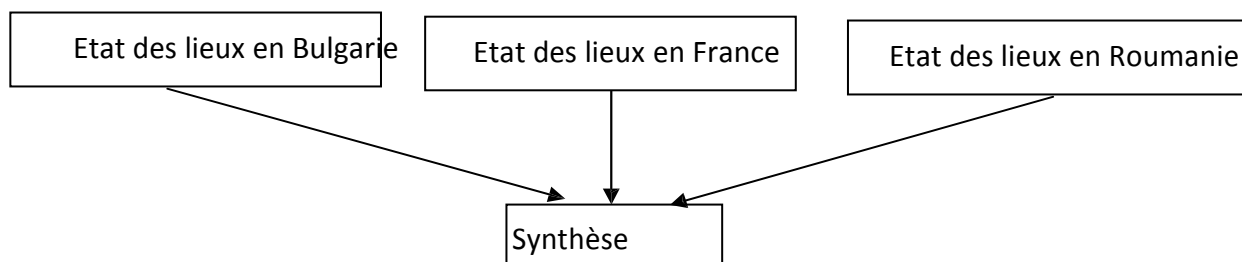 Etat des lieux en Bulgarie
Etat des lieux en France
Etat des lieux en Roumanie
Synthèse